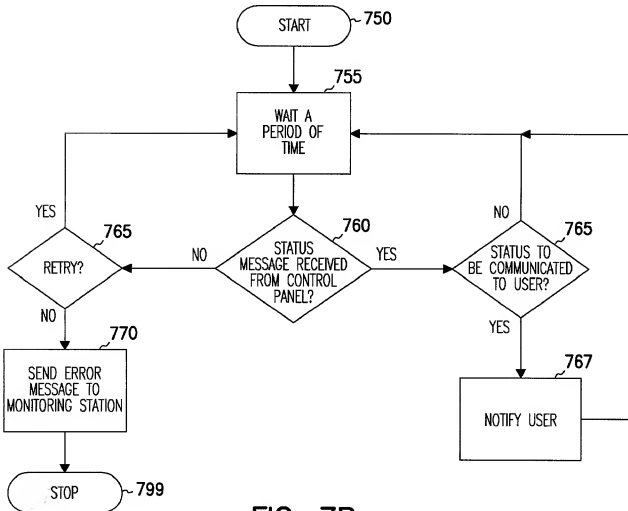 START
750
755
WAIT A
PERIOD OF
TIME
YES
765
RETRY?
NO
760
STATUS
MESSAGE RECEIVED
FROM CONTROL
PANEL?
YES
NO
765
STATUS TO
BE COMMUNICATED
TO USER?
NO
770
SEND ERROR
MESSAGE TO
MONITORING STATION
YES
767
NOTIFY USER
STOP
799